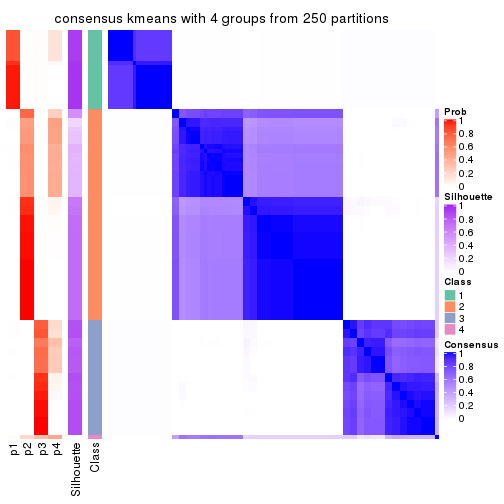 consensus kmeans with 4 groups from 250 partitions
Prob
1
0.8
0.6
0.4
0.2
0
Silhouette
1
0.8
0.6
0.4
0.2
0
Class
1
2
3
4
Consensus
1
0.8
0.6
0.4
0.2
0
p1
p2
p3
p4
Silhouette
Class